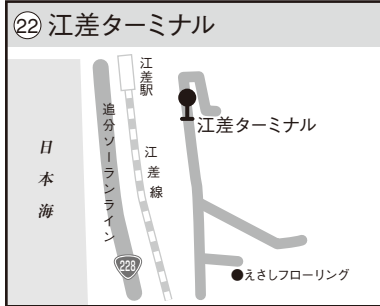 ㉒江差ターミナル
江差駅
追分ソーランライン
江差線
江差ターミナル
日本海
228
●えさしフローリング